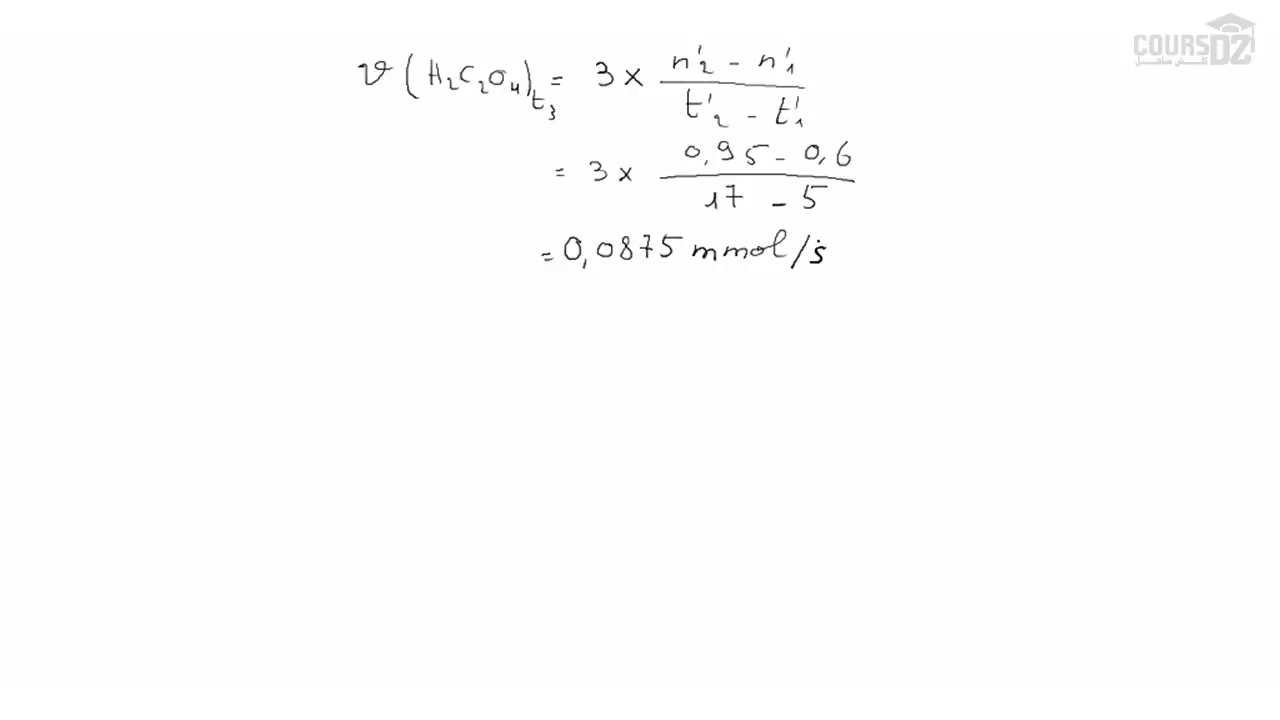 COURSDZ
v (H₂C₂O₄)t₃ = 3 × (n'₂ - n'₁) / (t'₂ - t'₁)
= 3 × (0,95 - 0,6) / (17 - 5)
= 0,0875 mmol/s